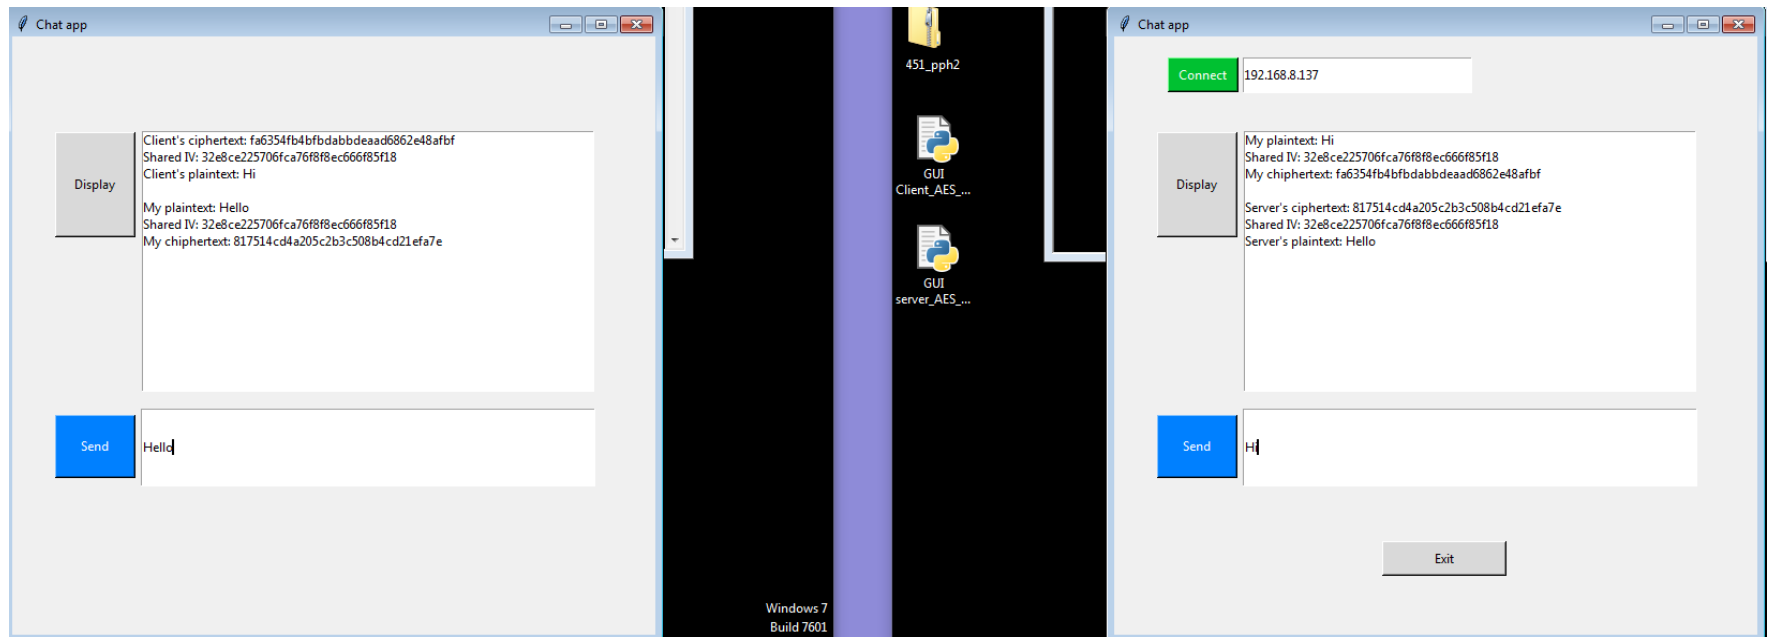 Chat app
Client's ciphertext: fa6354fb4bfbdabbdeaad6862e48afbf
Shared IV: 32e8ce225706fca76f8f8ec666f85f18
Client's plaintext: Hi
My plaintext: Hello
Shared IV: 32e8ce225706fca76f8f8ec666f85f18
My chiphertext: 817514cd4a205c2b3c508b4cd21efa7e
Display
Send
Hello
451_pph2
GUI
Client_AES_...
GUI
server_AES_...
Windows 7
Build 7601
Chat app
Connect
192.168.8.137
My plaintext: Hi
Shared IV: 32e8ce225706fca76f8f8ec666f85f18
My chiphertext: fa6354fb4bfbdabbdeaad6862e48afbf
Server's ciphertext: 817514cd4a205c2b3c508b4cd21efa7e
Shared IV: 32e8ce225706fca76f8f8ec666f85f18
Server's plaintext: Hello
Display
Send
Hi
Exit